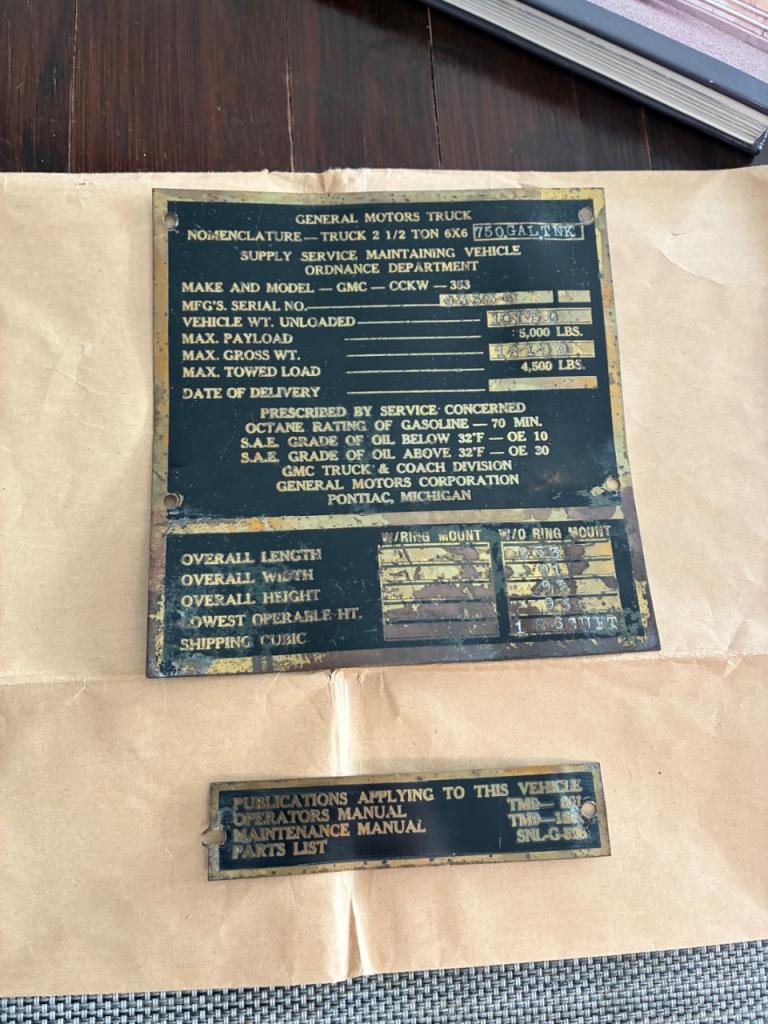 GENERAL MOTORS TRUCK
NOMENCLATURE — TRUCK 2 1/2 TON 6X6 750GALTNK
SUPPLY SERVICE MAINTAINING VEHICLE
ORDNANCE DEPARTMENT
MAKE AND MODEL — GMC — CCKW — 353
MFG'S. SERIAL NO.
VEHICLE WT. UNLOADED
MAX. PAYLOAD 5,000 LBS.
MAX. GROSS WT.
MAX. TOWED LOAD 4,500 LBS.
DATE OF DELIVERY
PRESCRIBED BY SERVICE CONCERNED
OCTANE RATING OF GASOLINE — 70 MIN.
S.A.E. GRADE OF OIL BELOW 32°F — OE 10
S.A.E. GRADE OF OIL ABOVE 32°F — OE 30
GMC TRUCK & COACH DIVISION
GENERAL MOTORS CORPORATION
PONTIAC, MICHIGAN
W/RING MOUNT W/O RING MOUNT
OVERALL LENGTH
OVERALL WIDTH 91
OVERALL HEIGHT 93
LOWEST OPERABLE HT. 93
SHIPPING CUBIC
PUBLICATIONS APPLYING TO THIS VEHICLE
OPERATORS MANUAL
MAINTENANCE MANUAL
PARTS LIST